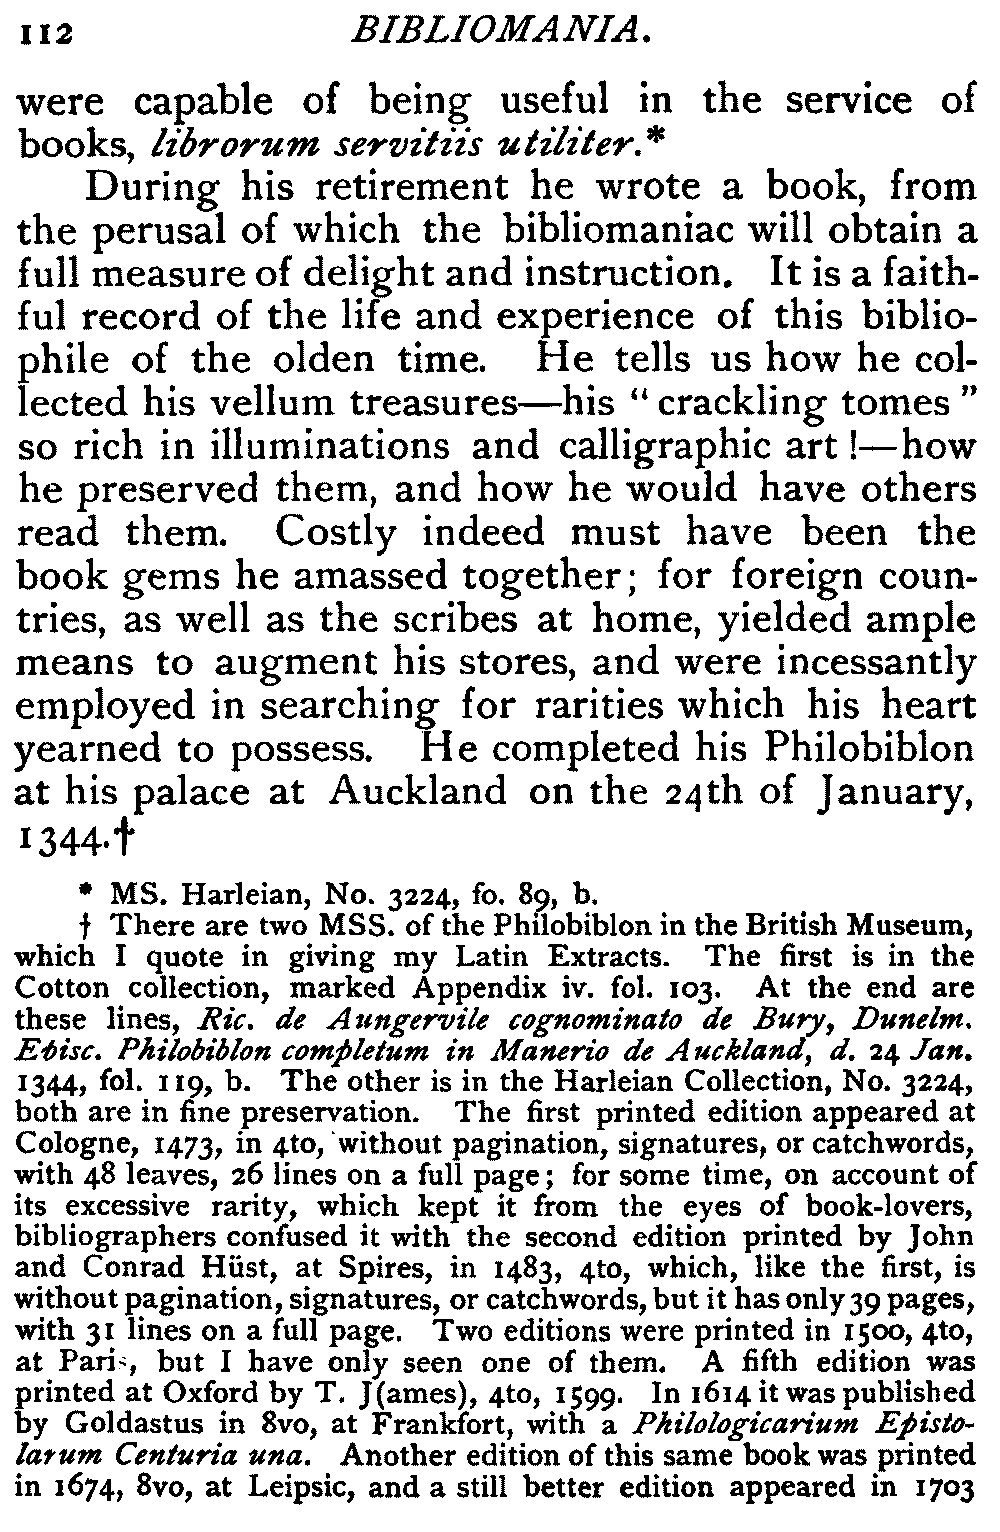 112 BIBLIOMANIA.
were capable of being useful in the service of
books, librorum servitiis utiliter.*
During his retirement he wrote a book, from
the perusal of which the bibliomaniac will obtain a
full measure of delight and instruction. It is a faith-
ful record of the life and experience of this biblio-
phile of the olden time. He tells us how he col-
lected his vellum treasures—his “crackling tomes”
so rich in illuminations and calligraphic art!—how
he preserved them, and how he would have others
read them. Costly indeed must have been the
book gems he amassed together; for foreign coun-
tries, as well as the scribes at home, yielded ample
means to augment his stores, and were incessantly
employed in searching for rarities which his heart
yearned to possess. He completed his Philobiblon
at his palace at Auckland on the 24th of January,
1344.†
* MS. Harleian, No. 3224, fo. 89, b.
† There are two MSS. of the Philobiblon in the British Museum,
which I quote in giving my Latin Extracts. The first is in the
Cotton collection, marked Appendix iv. fol. 103. At the end are
these lines, Ric. de Aungervile cognominato de Bury, Dunelm.
Episc. Philobiblon completum in Manerio de Auckland, d. 24 Jan.
1344, fol. 119, b. The other is in the Harleian Collection, No. 3224,
both are in fine preservation. The first printed edition appeared at
Cologne, 1473, in 4to, without pagination, signatures, or catchwords,
with 48 leaves, 26 lines on a full page; for some time, on account of
its excessive rarity, which kept it from the eyes of book-lovers,
bibliographers confused it with the second edition printed by John
and Conrad Hüst, at Spires, in 1483, 4to, which, like the first, is
without pagination, signatures, or catchwords, but it has only 39 pages,
with 31 lines on a full page. Two editions were printed in 1500, 4to,
at Paris, but I have only seen one of them. A fifth edition was
printed at Oxford by T. J(ames), 4to, 1599. In 1614 it was published
by Goldastus in 8vo, at Frankfort, with a Philologicarium Episto-
larum Centuria una. Another edition of this same book was printed
in 1674, 8vo, at Leipsic, and a still better edition appeared in 1703